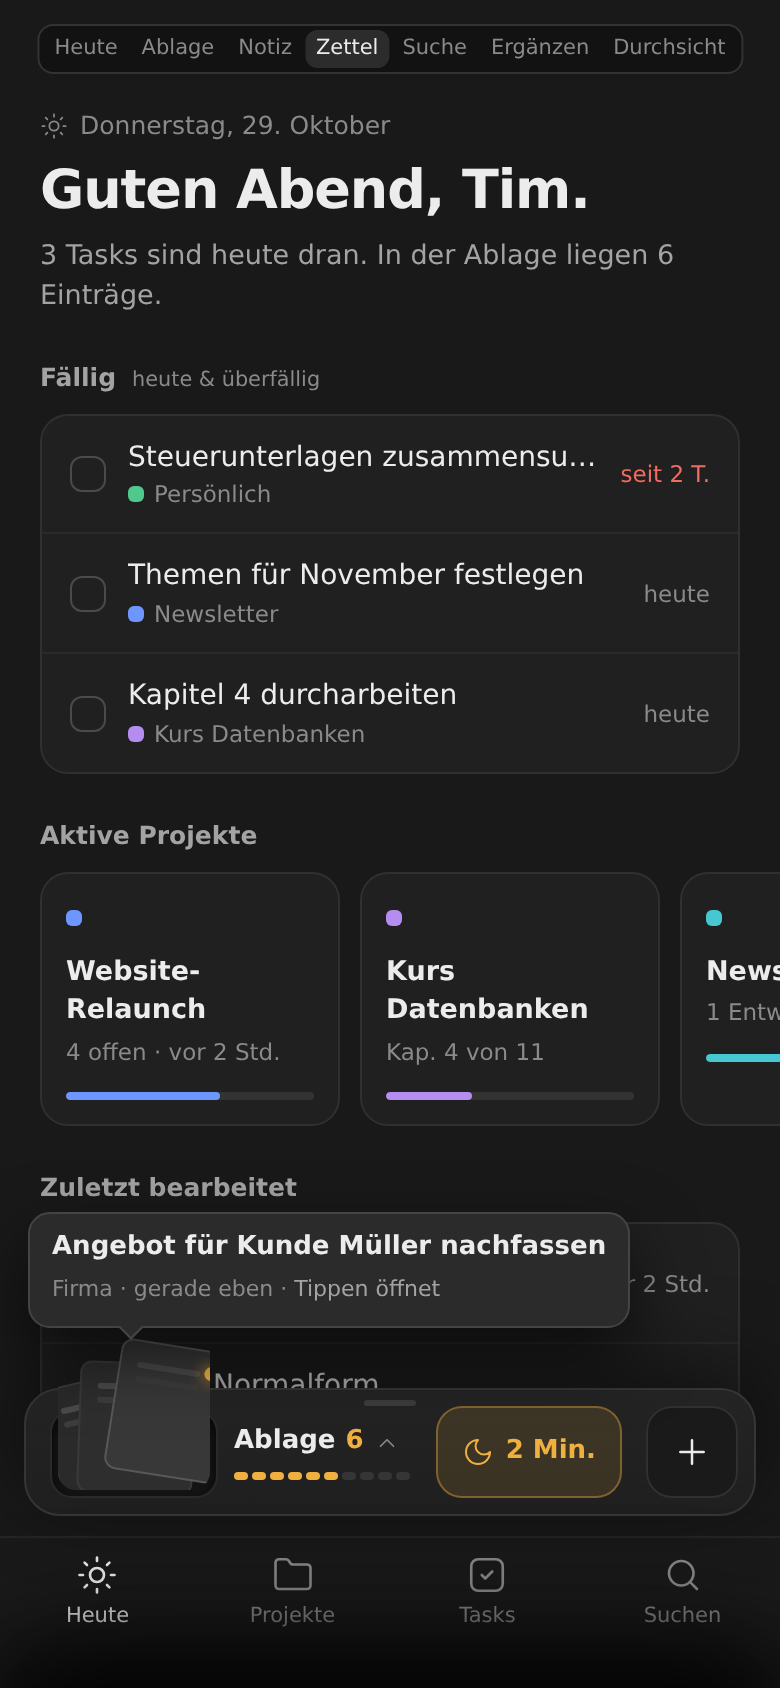 Heute Ablage Notiz Zettel Suche Ergänzen Durchsicht
Donnerstag, 29. Oktober
Guten Abend, Tim.
3 Tasks sind heute dran. In der Ablage liegen 6
Einträge.
Fällig heute & überfällig
Steuerunterlagen zusammensu…
seit 2 T.
Persönlich
Themen für November festlegen
heute
Newsletter
Kapitel 4 durcharbeiten
heute
Kurs Datenbanken
Aktive Projekte
Website-
Relaunch
4 offen · vor 2 Std.
Kurs
Datenbanken
Kap. 4 von 11
News
1 Entw
Zuletzt bearbeitet
Angebot für Kunde Müller nachfassen
Firma · gerade eben · Tippen öffnet
2 Std.
Normalform
Ablage 6
2 Min.
Heute Projekte Tasks Suchen